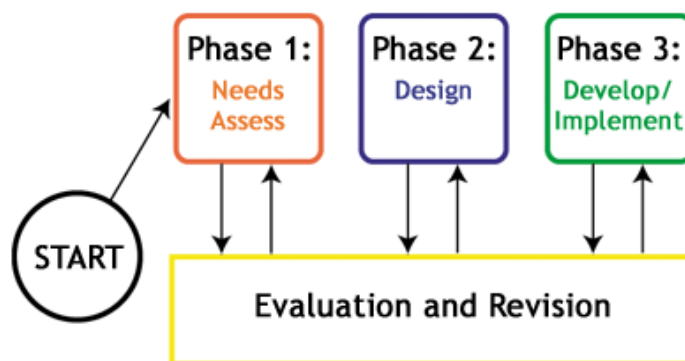 Phase 1:
Needs
Assess
Phase 2:
Design
Phase 3:
Develop/
Implement
START
Evaluation and Revision